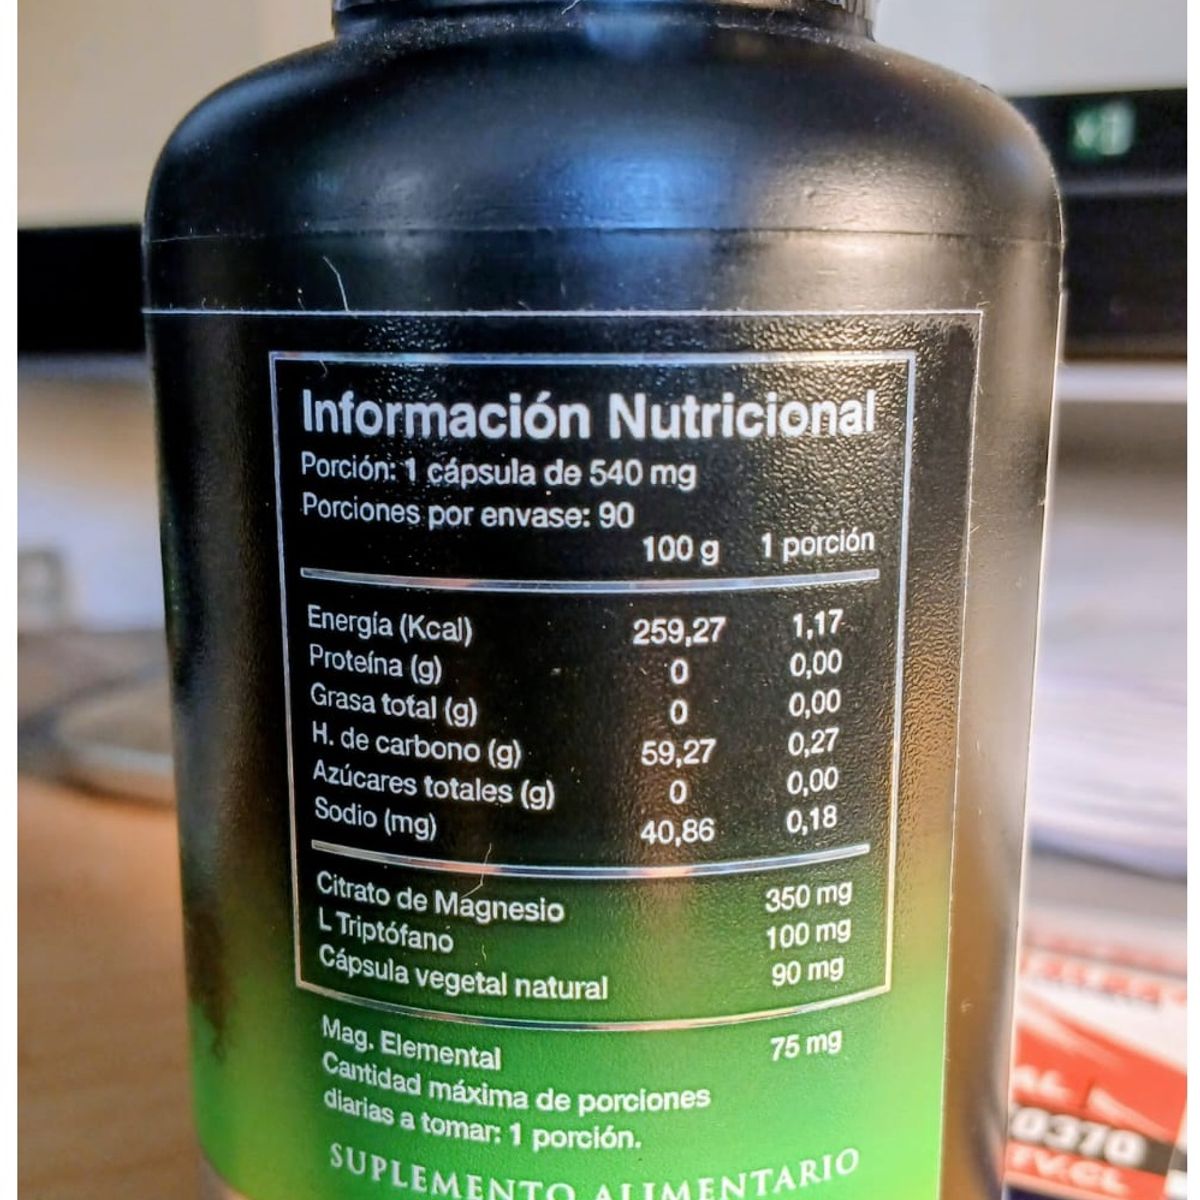 Información Nutricional
Porción: 1 cápsula de 540 mg
Porciones por envase: 90
100 g 1 porción
Energía (Kcal) 259,27 1,17
Proteína (g) 0 0,00
Grasa total (g) 0 0,00
H. de carbono (g) 59,27 0,27
Azúcares totales (g) 0 0,00
Sodio (mg) 40,86 0,18
Citrato de Magnesio 350 mg
L Triptófano 100 mg
Cápsula vegetal natural 90 mg
Mag. Elemental 75 mg
Cantidad máxima de porciones
diarias a tomar: 1 porción.
SUPLEMENTO ALIMENTARIO
0370
TV.CL